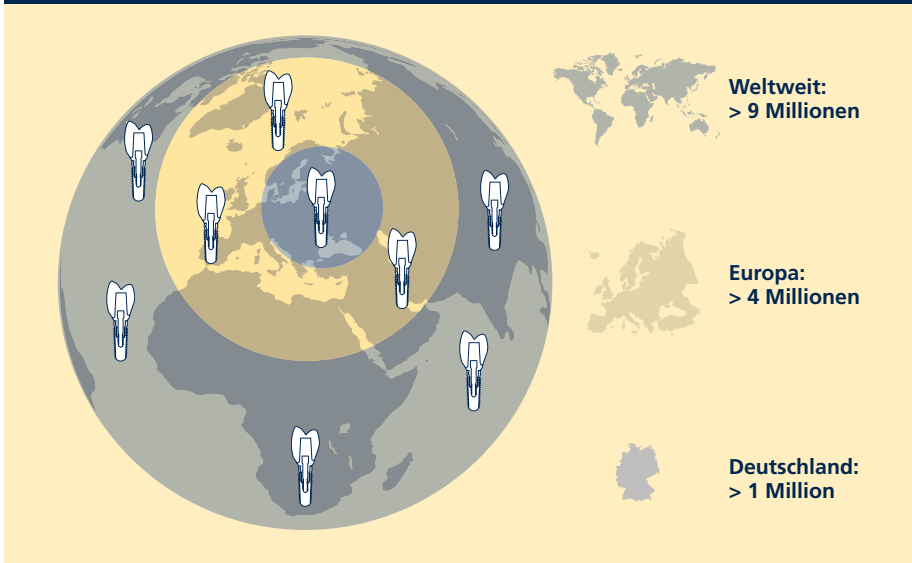 Weltweit:
> 9 Millionen
Europa:
> 4 Millionen
Deutschland:
> 1 Million